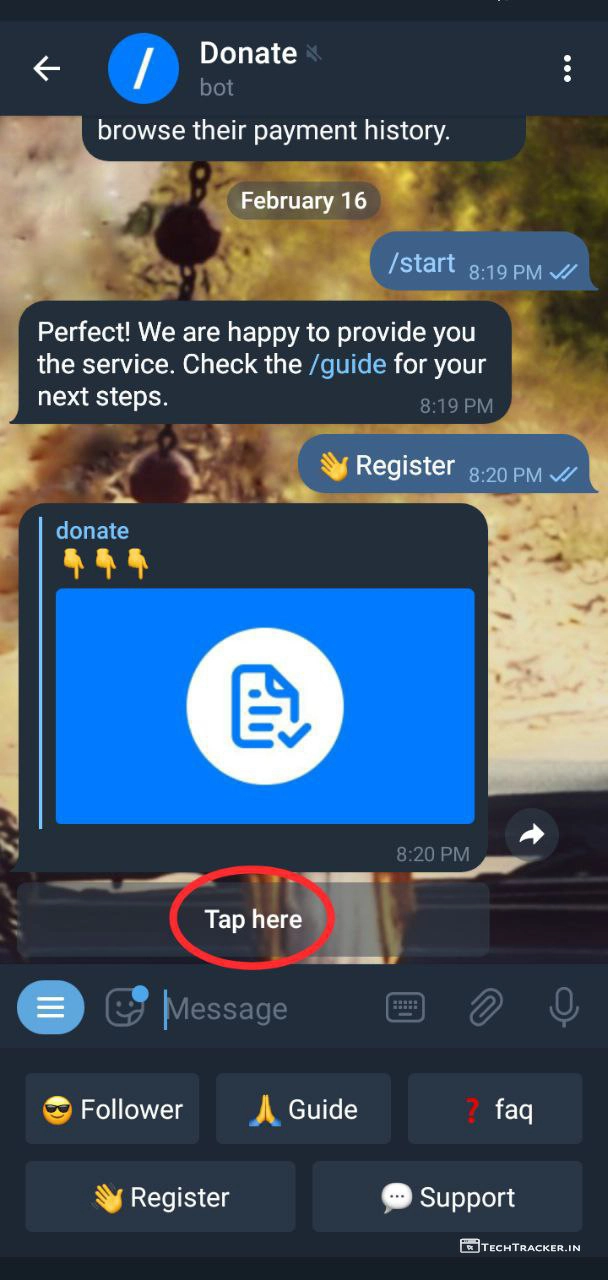 Donate
bot
browse their payment history.
February 16
/start 8:19 PM
Perfect! We are happy to provide you
the service. Check the /guide for your
next steps.
8:19 PM
👋 Register 8:20 PM
donate
👇👇👇
8:20 PM
Tap here
Message
😎 Follower 🙏 Guide ❓ faq
👋 Register 💬 Support
TECHTRACKER.IN